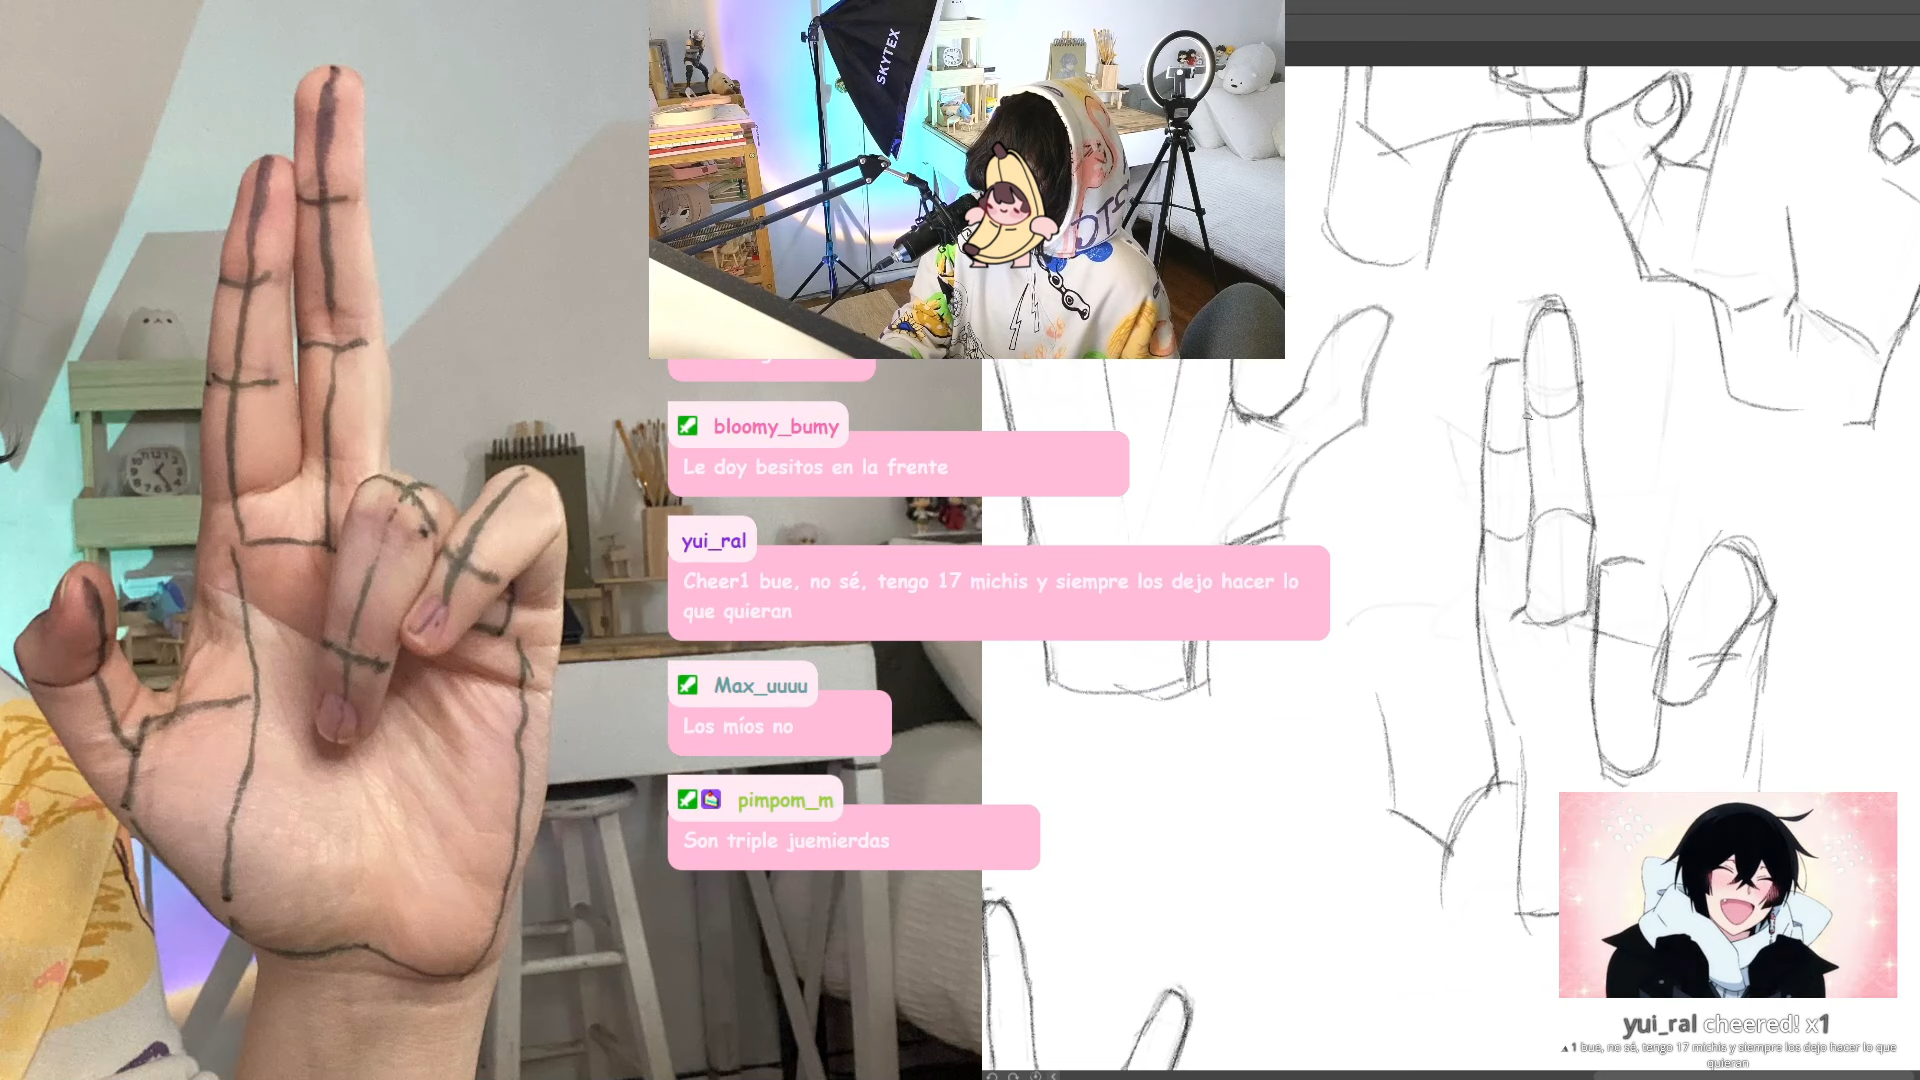 SKYTEX
bloomy_bumy
Le doy besitos en la frente
yui_ral
Cheer1 bue, no sé, tengo 17 michis y siempre los dejo hacer lo
que quieran
Max_uuuu
Los míos no
pimpom_m
Son triple juemierdas
yui_ral cheered! x1
1 bue, no sé, tengo 17 michis y siempre los dejo hacer lo que
quieran